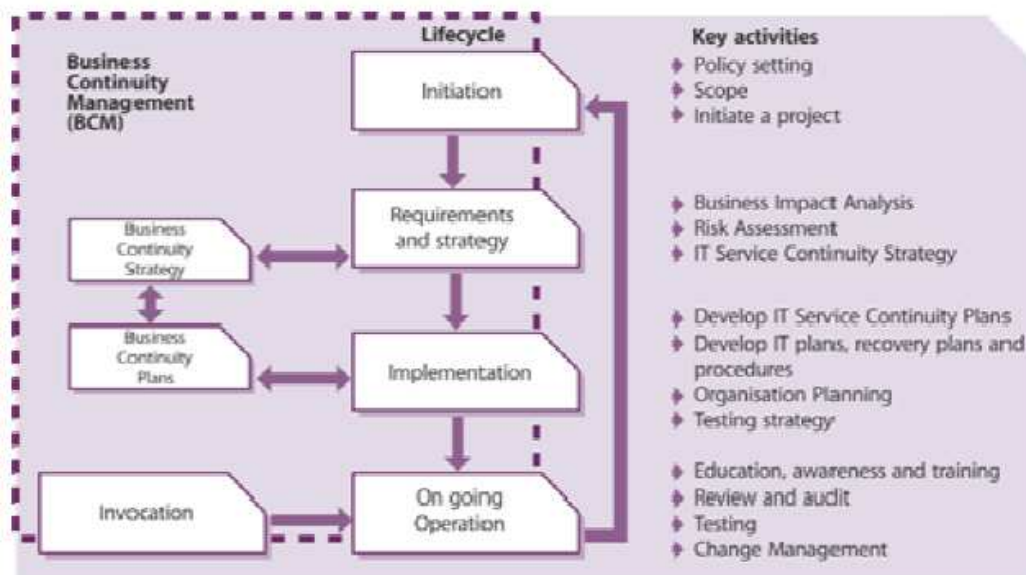 Lifecycle
Key activities
Business
Continuity
Management
(BCM)
Initiation
Policy setting
Scope
Initiate a project
Requirements
and strategy
Business
Continuity
Strategy
Business Impact Analysis
Risk Assessment
IT Service Continuity Strategy
Business
Continuity
Plans
Implementation
Develop IT Service Continuity Plans
Develop IT plans, recovery plans and
procedures
Organisation Planning
Testing strategy
Invocation
On going
Operation
Education, awareness and training
Review and audit
Testing
Change Management